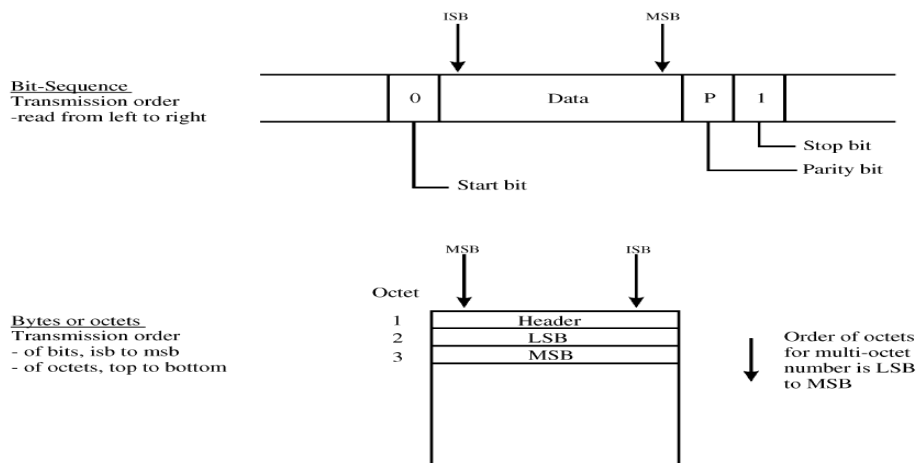 ISB
MSB
Bit-Sequence
Transmission order
-read from left to right
0
Data
P
1
Stop bit
Parity bit
Start bit
MSB
ISB
Octet
Bytes or octets
Transmission order
- of bits, isb to msb
- of octets, top to bottom
1
Header
2
LSB
3
MSB
Order of octets
for multi-octet
number is LSB
to MSB